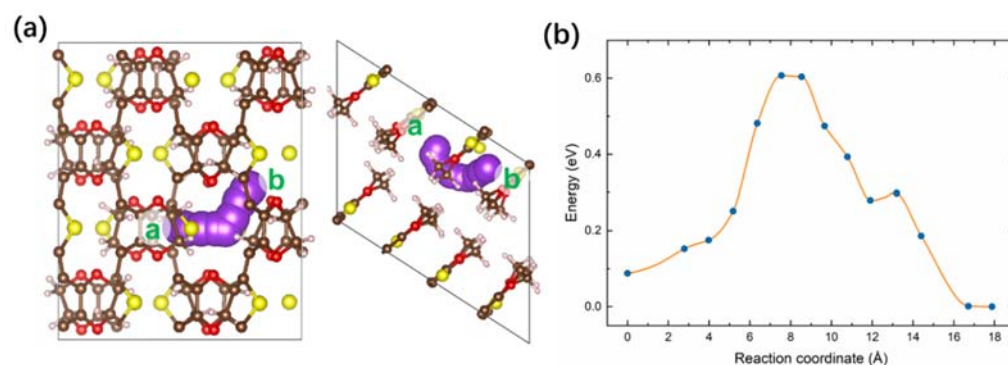 (a)
a
b
a
b
(b)
Energy (eV)
0.6
0.4
0.2
0.0
0 2 4 6 8 10 12 14 16 18
Reaction coordinate (Å)